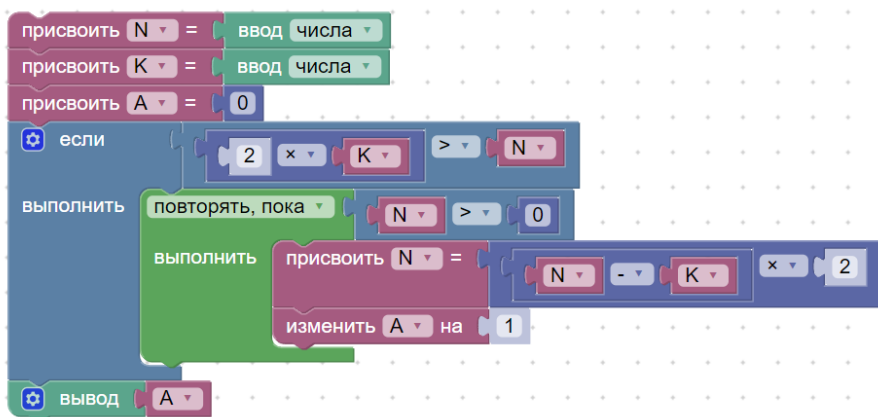 присвоить N = ввод числа
присвоить K = ввод числа
присвоить A = 0
если 2 × K > N
выполнить повторять, пока N > 0
выполнить присвоить N = N - K × 2
изменить A на 1
вывод A